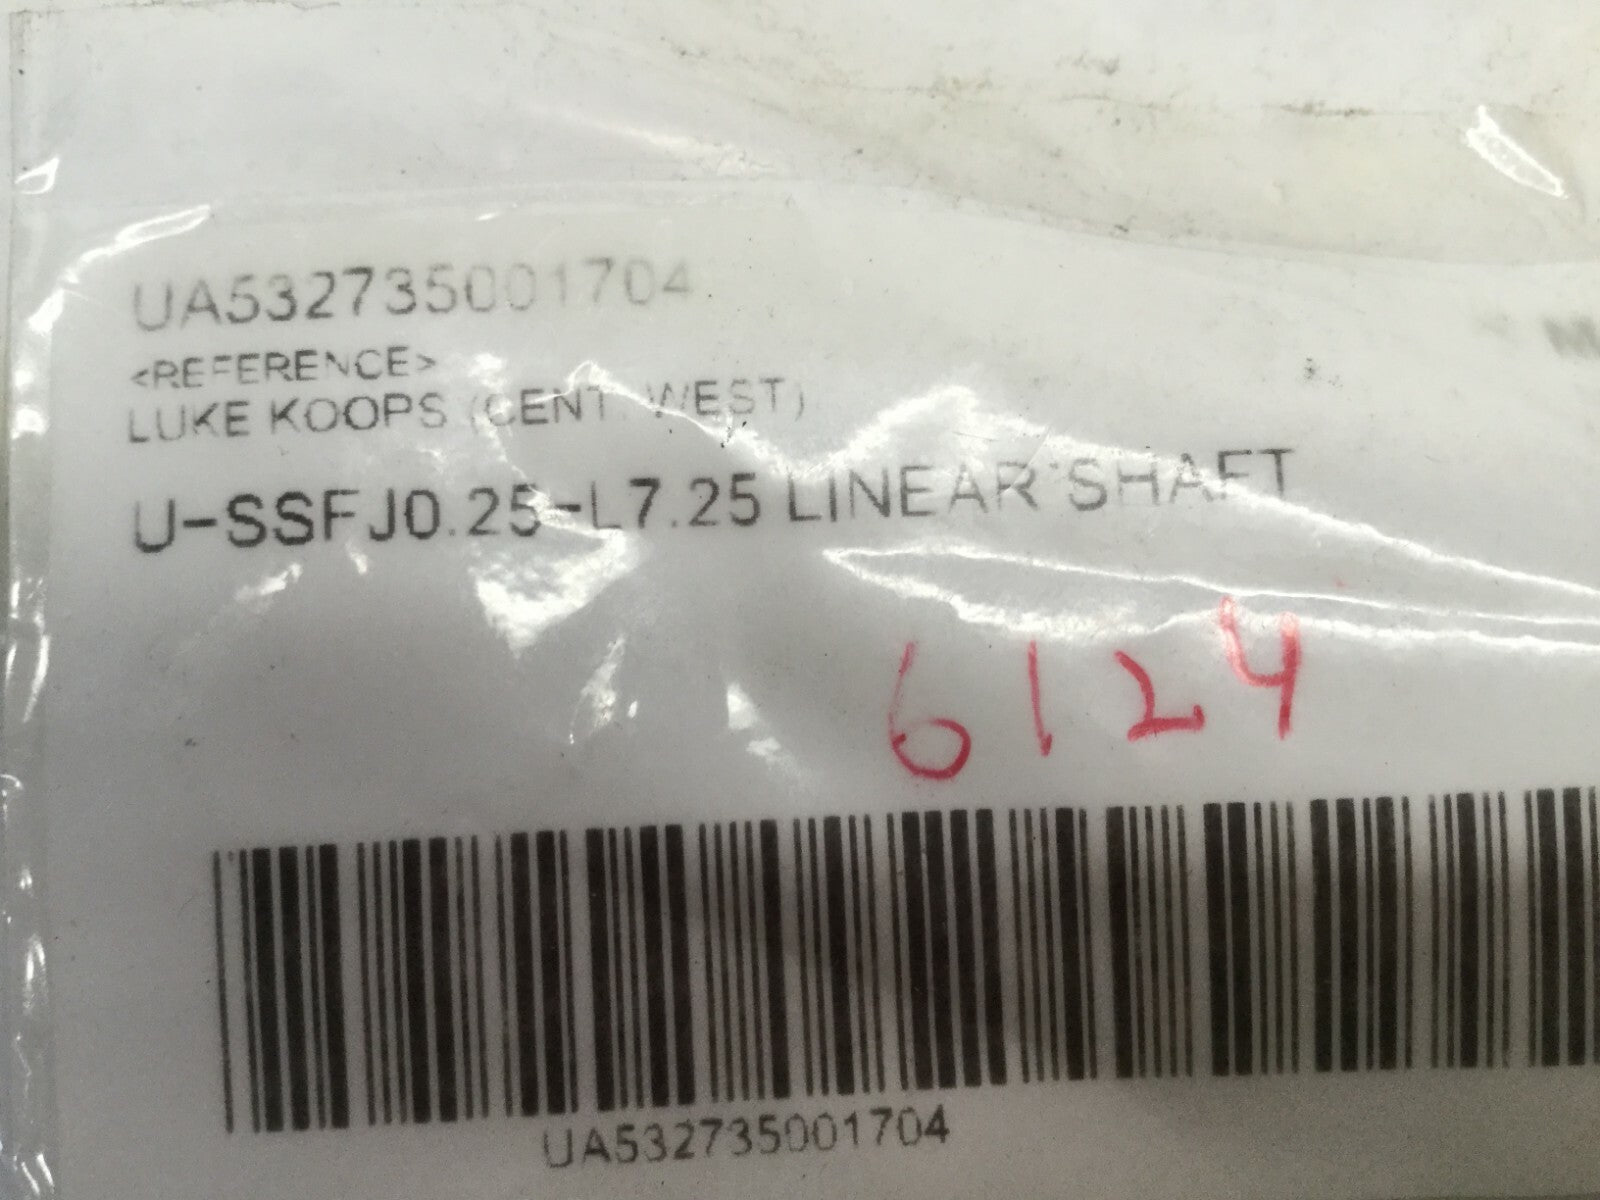 UA532735001704
<REFERENCE>
LUKE KOOPS (CENT. WEST)
U-SSFJ0.25-L7.25 LINEAR SHAFT
6124
UA532735001704